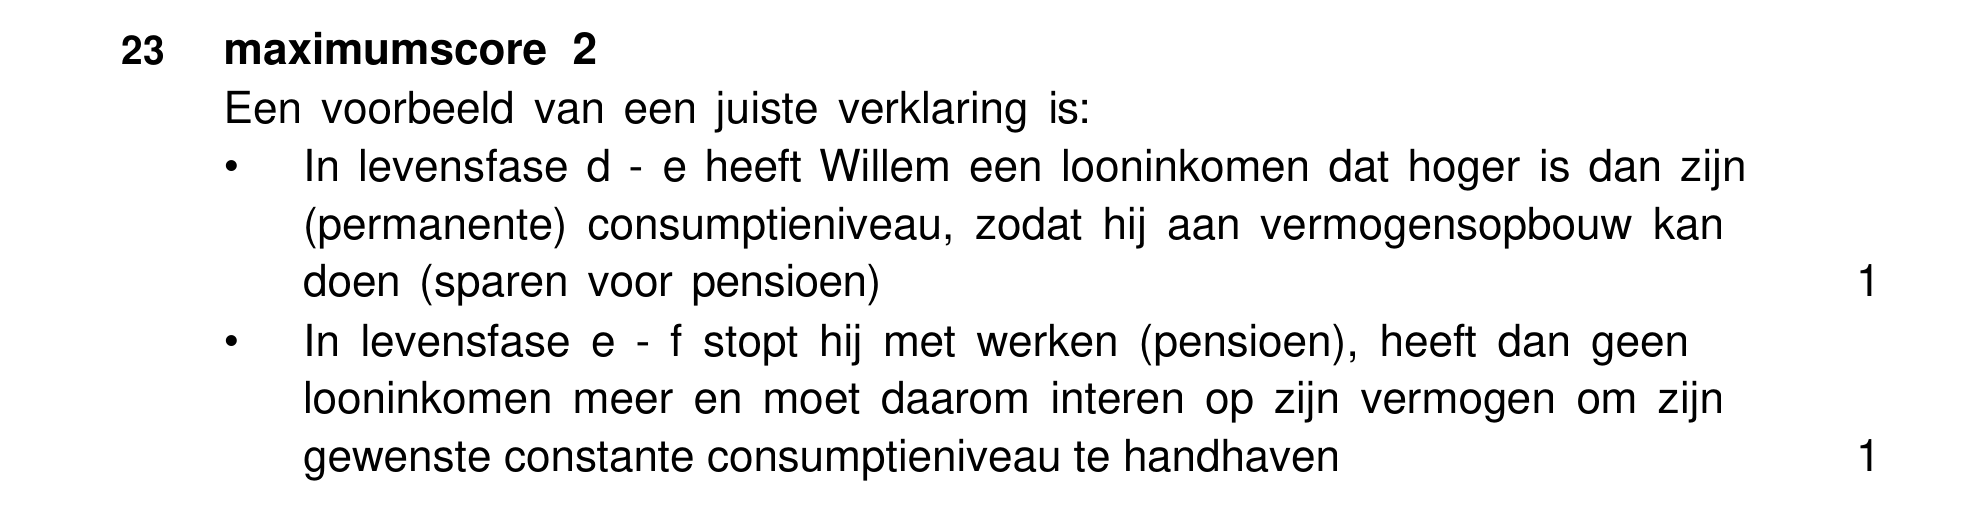 23 maximumscore 2
Een voorbeeld van een juiste verklaring is:
• In levensfase d - e heeft Willem een looninkomen dat hoger is dan zijn
(permanente) consumptieniveau, zodat hij aan vermogensopbouw kan
doen (sparen voor pensioen) 1
• In levensfase e - f stopt hij met werken (pensioen), heeft dan geen
looninkomen meer en moet daarom interen op zijn vermogen om zijn
gewenste constante consumptieniveau te handhaven 1